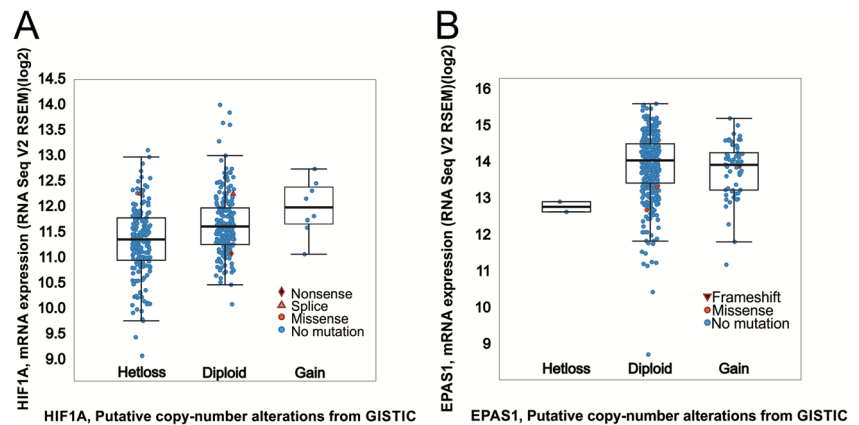 A
HIF1A, mRNA expression (RNA Seq V2 RSEM)(log2)
14.5
14.0
13.5
13.0
12.5
12.0
11.5
11.0
10.5
10.0
9.5
9.0
Nonsense
Splice
Missense
No mutation
Hetloss Diploid Gain
HIF1A, Putative copy-number alterations from GISTIC
B
EPAS1, mRNA expression (RNA Seq V2 RSEM)(log2)
16
15
14
13
12
11
10
9
Frameshift
Missense
No mutation
Hetloss Diploid Gain
EPAS1, Putative copy-number alterations from GISTIC